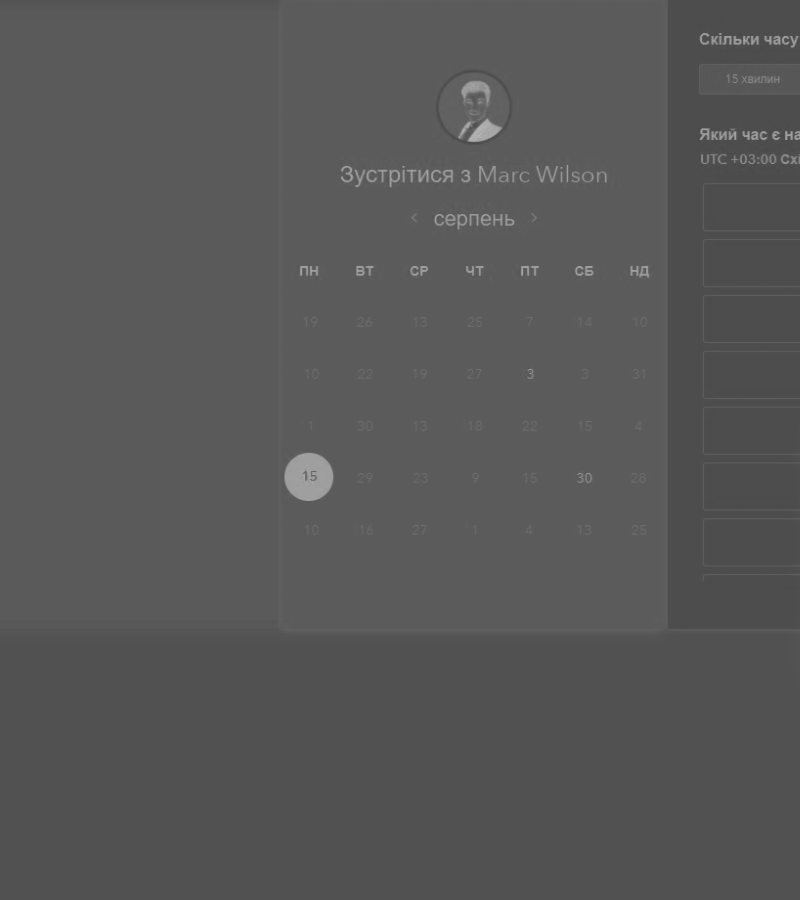 Скільки часу
15 хвилин
Зустрітися з Marc Wilson
Який час є на
UTC +03:00 Схі
серпень
ПН ВТ СР ЧТ ПТ СБ НД
19 26 13 25 7 14 10
10 22 19 27 3 3 31
1 30 13 18 22 15 4
15 29 23 9 15 30 28
10 16 27 1 4 13 25